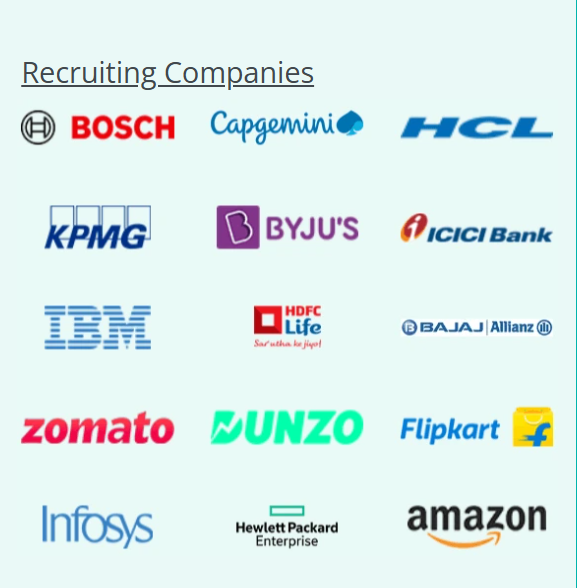 Recruiting Companies
BOSCH
Capgemini
HCL
KPMG
BYJU'S
ICICI Bank
IBM
HDFC
Life
Sar utha ke jiyo!
BAJAJ Allianz
zomato
DUNZO
Flipkart
Infosys
Hewlett Packard
Enterprise
amazon